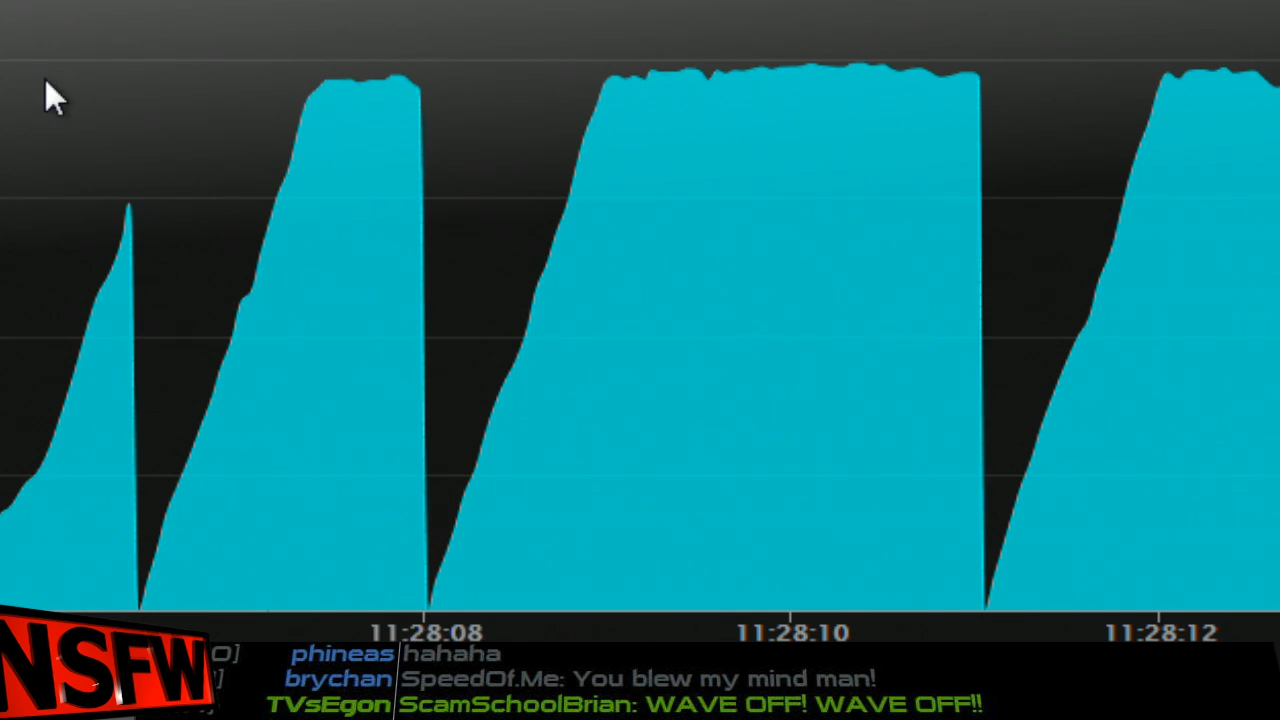 11:28:08 11:28:10 11:28:12
NSFW
O] phineas hahaha
] brychan SpeedOf.Me: You blew my mind man!
] TVsEgon ScamSchoolBrian: WAVE OFF! WAVE OFF!!